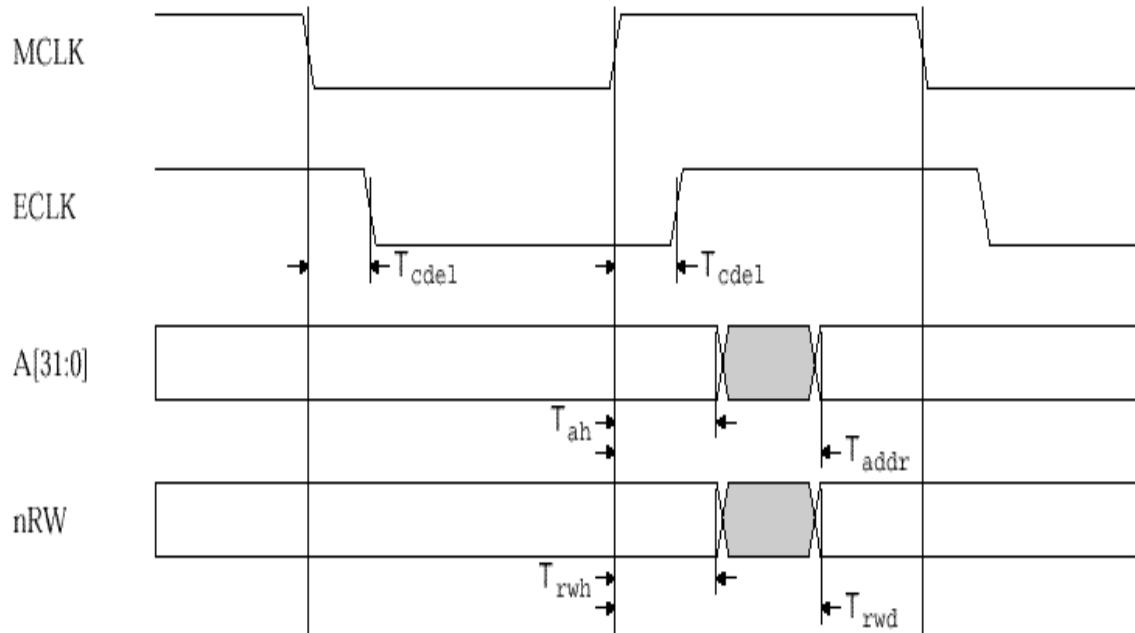 MCLK
ECLK
Tcdel Tcdel
A[31:0]
Tah
Taddr
nRW
Trwh
Trwd